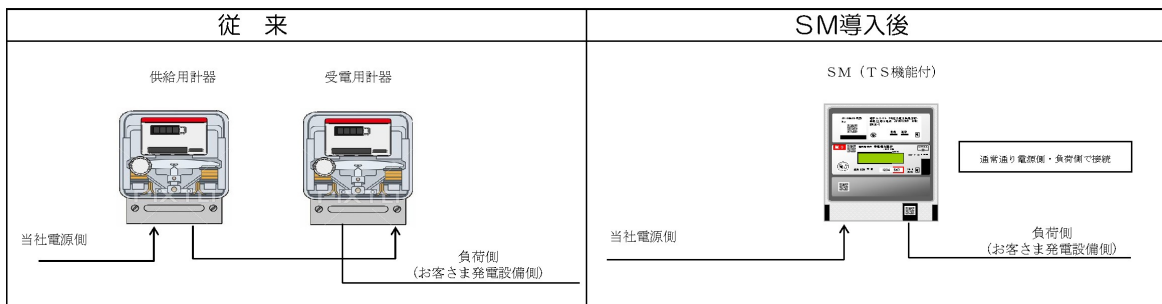 従 来
SM導入後
供給用計器
受電用計器
当社電源側
負荷側
(お客さま発電設備側)
SM(TS機能付)
通常通り電源側・負荷側で接続
当社電源側
負荷側
(お客さま発電設備側)